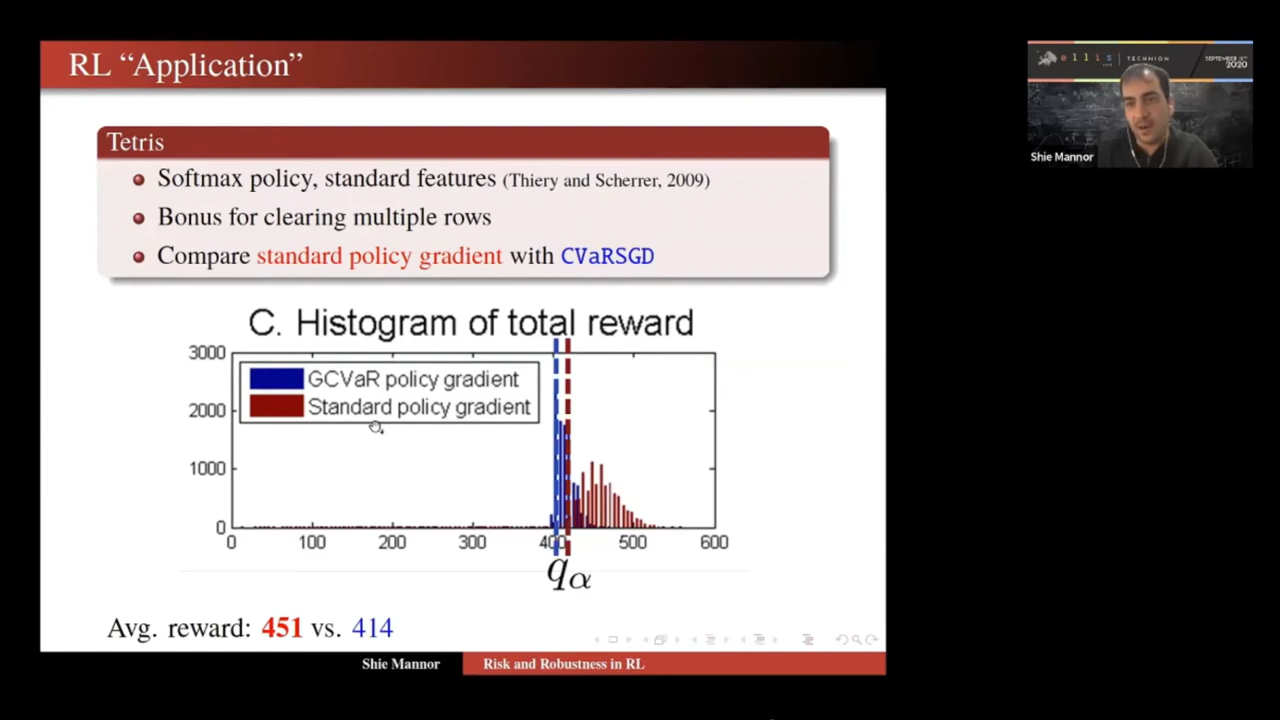 RL “Application”
Tetris
Softmax policy, standard features (Thiery and Scherrer, 2009)
Bonus for clearing multiple rows
Compare standard policy gradient with CVaRSGD
C. Histogram of total reward
3000
GCVaR policy gradient
2000
Standard policy gradient
1000
0
0 100 200 300 400 500 600
qα
Avg. reward: 451 vs. 414
Shie Mannor Risk and Robustness in RL
ellis TECHNION
2020
Shie Mannor